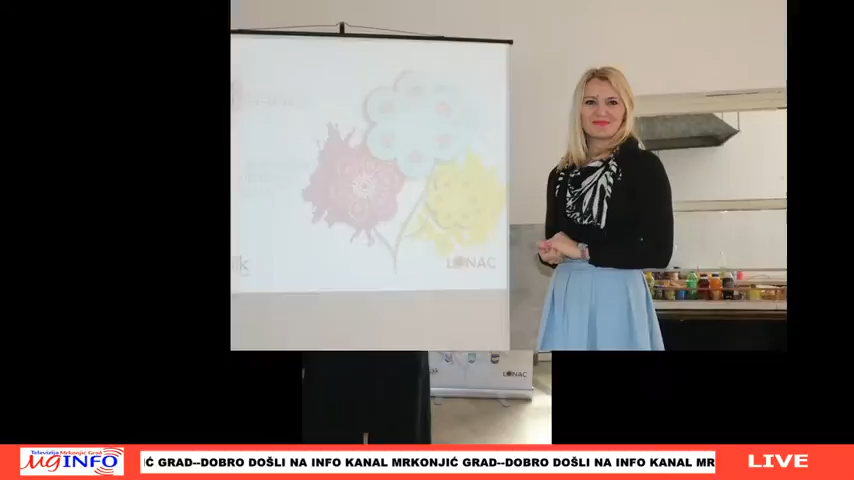 LONAC
LONAC
Televizija Mrkonjić Grad
MGINFO
IĆ GRAD--DOBRO DOŠLI NA INFO KANAL MRKONJIĆ GRAD--DOBRO DOŠLI NA INFO KANAL MR
LIVE